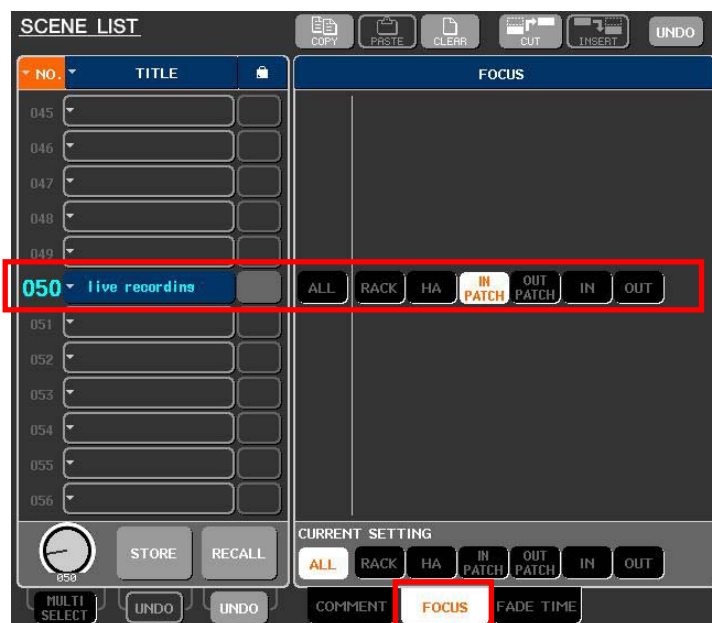 SCENE LIST
COPY PASTE CLEAR CUT INSERT UNDO
NO. TITLE FOCUS
045
046
047
048
049
050 live recording ALL RACK HA IN PATCH OUT PATCH IN OUT
051
052
053
054
055
056
CURRENT SETTING
STORE RECALL ALL RACK HA IN PATCH OUT PATCH IN OUT
050
MULTI SELECT UNDO UNDO COMMENT FOCUS FADE TIME